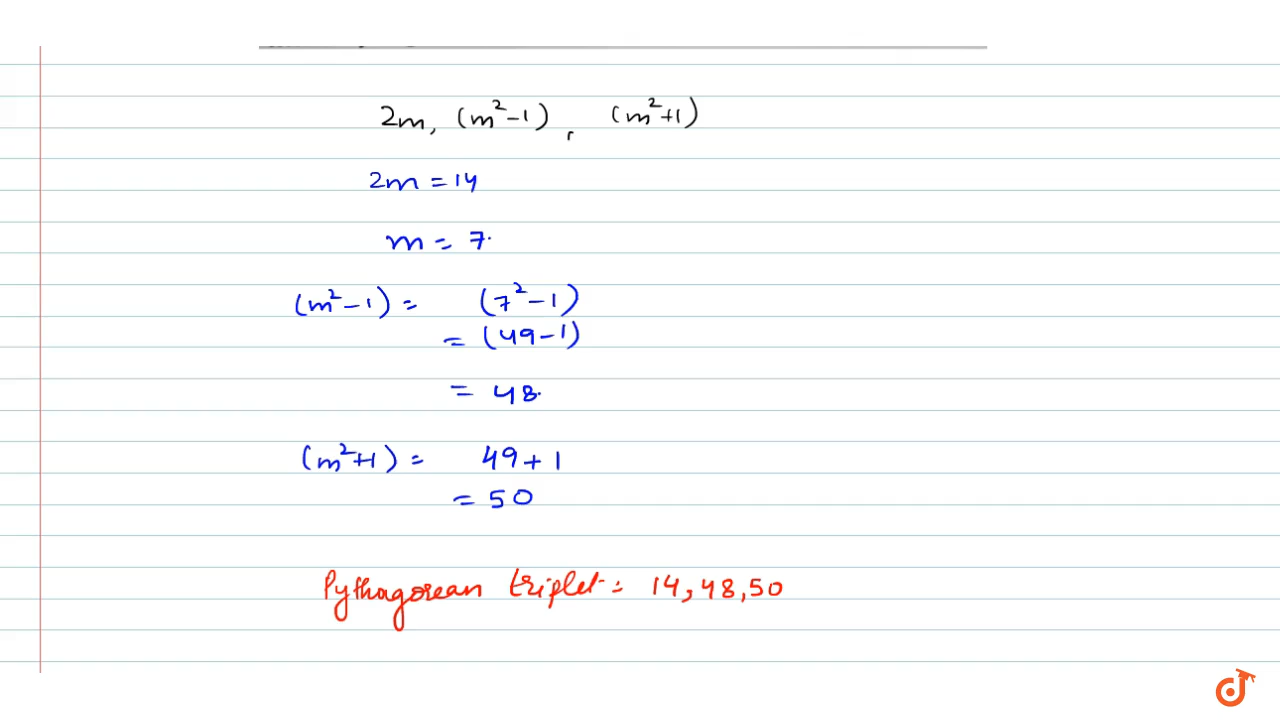 2m, (m²-1), (m²+1)
2m = 14
m = 7.
(m²-1) = (7²-1)
= (49-1)
= 48.
(m²+1) = 49+1
= 50
Pythagorean triplet = 14, 48, 50